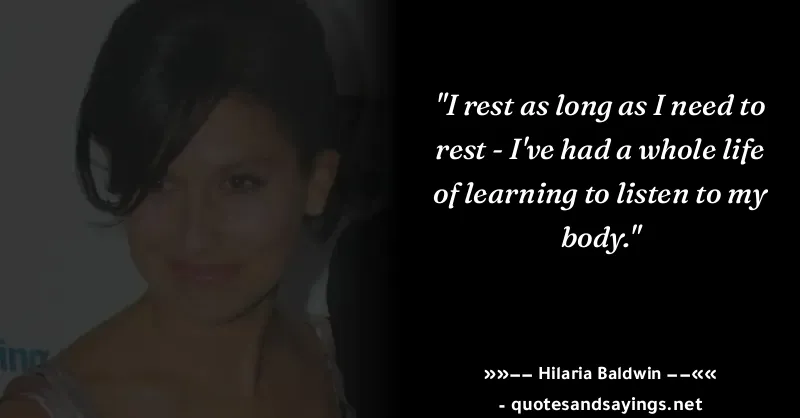 "I rest as long as I need to
rest - I've had a whole life
of learning to listen to my
body."
ing
»»–– Hilaria Baldwin ––««
- quotesandsayings.net